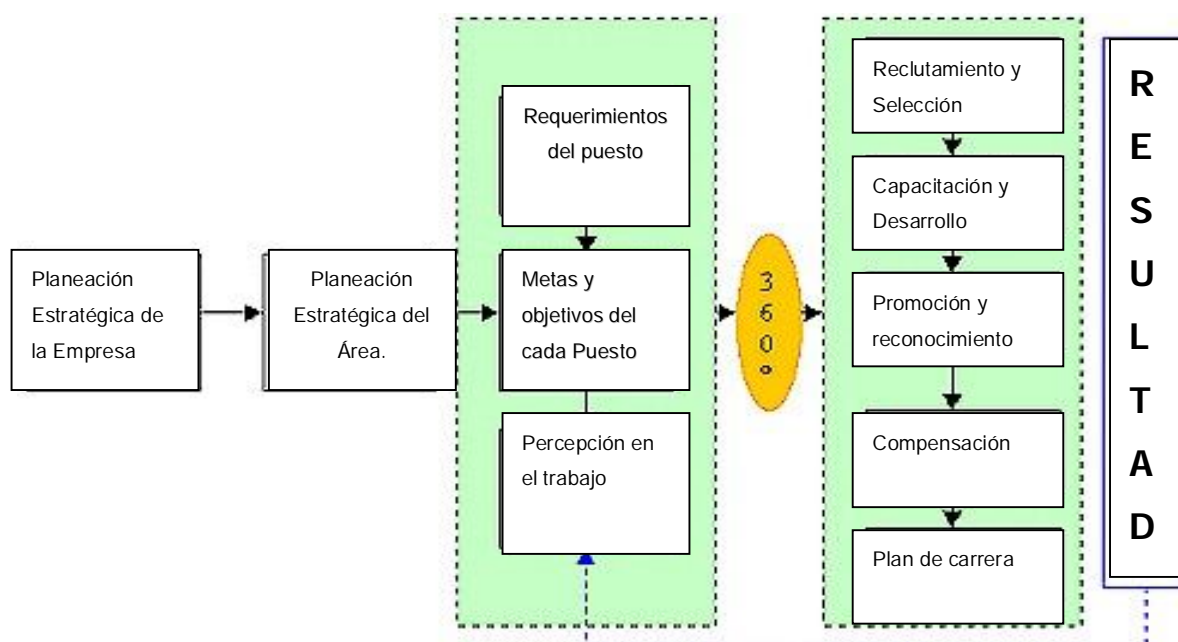 Planeación
Estratégica de
la Empresa
Planeación
Estratégica del
Área.
Requerimientos
del puesto
Metas y
objetivos del
cada Puesto
Percepción en
el trabajo
3
6
0
°
Reclutamiento y
Selección
Capacitación y
Desarrollo
Promoción y
reconocimiento
Compensación
Plan de carrera
R
E
S
U
L
T
A
D